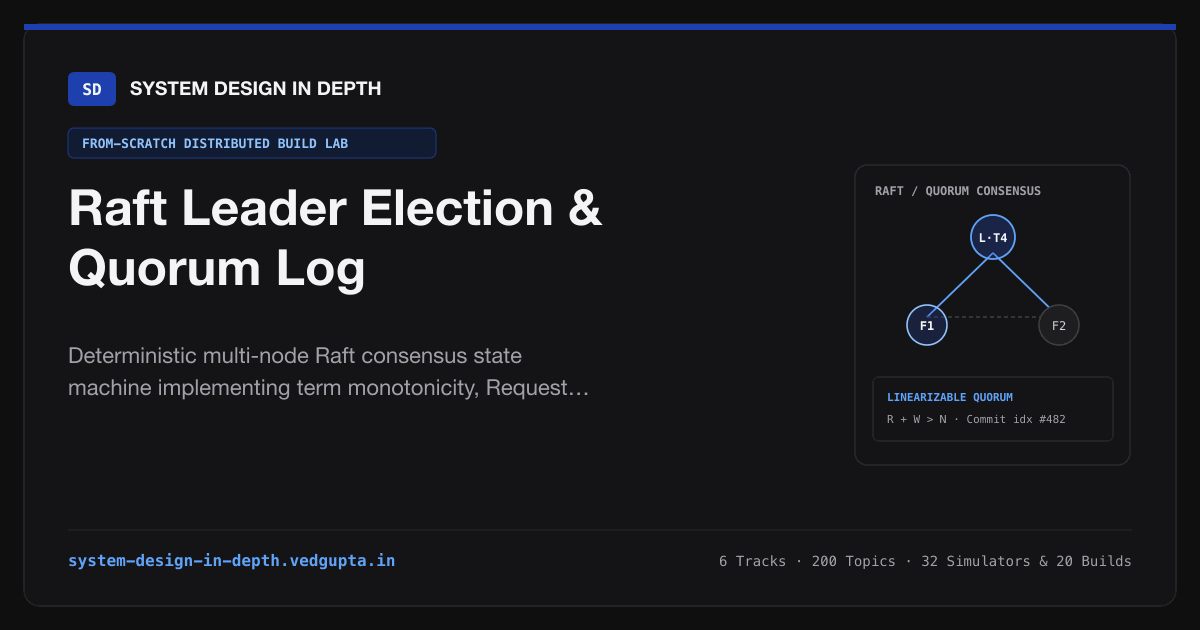 SD SYSTEM DESIGN IN DEPTH
FROM–SCRATCH DISTRIBUTED BUILD LAB
Raft Leader Election &
Quorum Log
Deterministic multi-node Raft consensus state
machine implementing term monotonicity, Request…
RAFT / QUORUM CONSENSUS
L·T4
F1
F2
LINEARIZABLE QUORUM
R + W > N · Commit idx #482
system-design-in-depth.vedgupta.in
6 Tracks · 200 Topics · 32 Simulators & 20 Builds